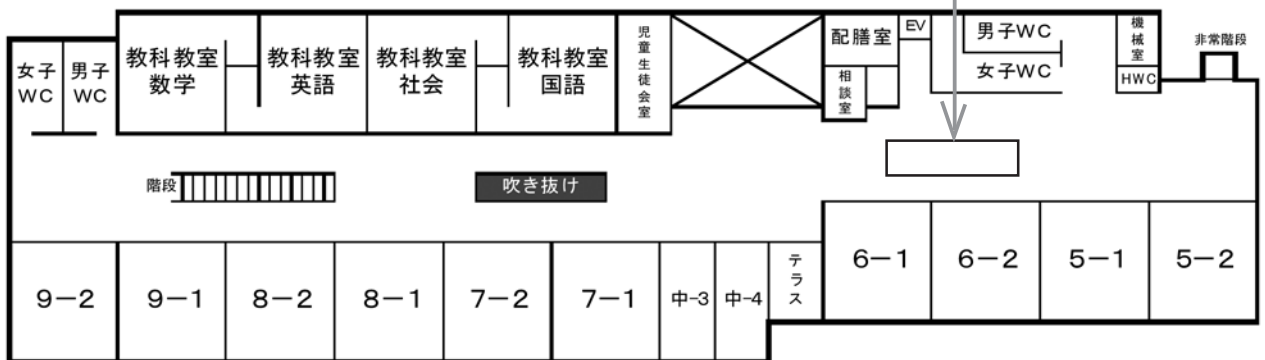 女子
WC
男子
WC
教科教室
数学
教科教室
英語
教科教室
社会
教科教室
国語
児童生徒会室
配膳室
相談室
EV
男子WC
女子WC
機械室
HWC
非常階段
階段
吹き抜け
9－2
9－1
8－2
8－1
7－2
7－1
中-3
中-4
テラス
6－1
6－2
5－1
5－2